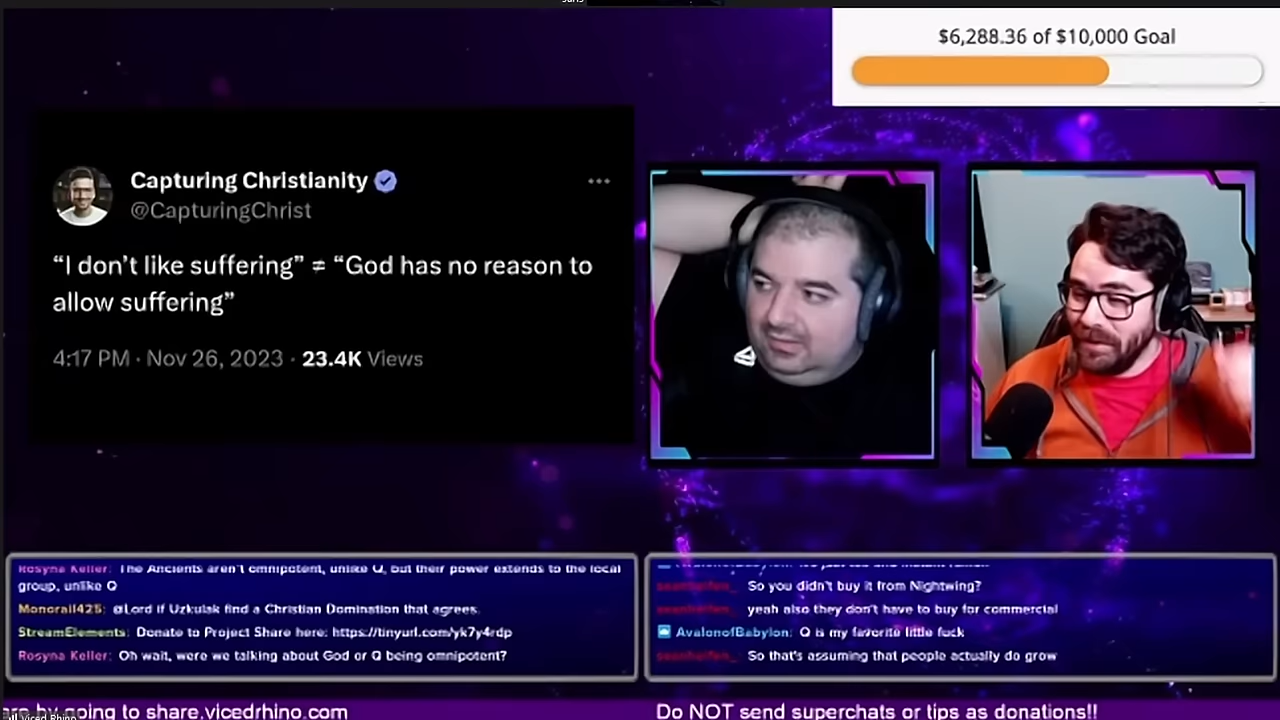 $6,288.36 of $10,000 Goal
Capturing Christianity
@CapturingChrist
“I don’t like suffering” ≠ “God has no reason to
allow suffering”
4:17 PM · Nov 26, 2023 · 23.4K Views
Rosyna Keller: The Ancients aren't omnipotent, unlike Q, but their power extends to the local
group, unlike Q
Monorail425: @Lord if Uzkulak find a Christian Domination that agrees.
StreamElements: Donate to Project Share here: https://tinyurl.com/yk7y4rdp
Rosyna Keller: Oh wait, were we talking about God or Q being omnipotent?
So you didn't buy it from Nightwing?
yeah also they don't have to buy for commercial
AvalonofBabylon: Q is my favorite little fuck
So that's assuming that people actually do grow
are by going to share.vicedrhino.com
Viced Rhino
Do NOT send superchats or tips as donations!!